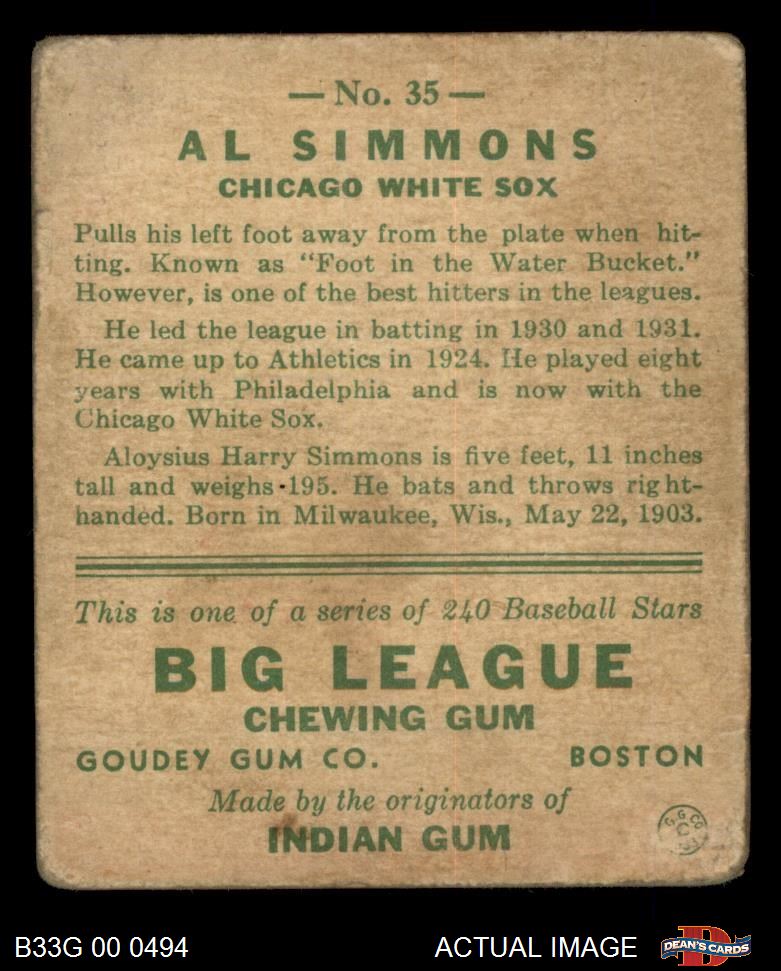 — No. 35 —
AL SIMMONS
CHICAGO WHITE SOX
Pulls his left foot away from the plate when hit-
ting. Known as "Foot in the Water Bucket."
However, is one of the best hitters in the leagues.
He led the league in batting in 1930 and 1931.
He came up to Athletics in 1924. He played eight
years with Philadelphia and is now with the
Chicago White Sox.
Aloysius Harry Simmons is five feet, 11 inches
tall and weighs 195. He bats and throws right-
handed. Born in Milwaukee, Wis., May 22, 1903.
This is one of a series of 240 Baseball Stars
BIG LEAGUE
CHEWING GUM
GOUDEY GUM CO. BOSTON
Made by the originators of
INDIAN GUM
G. G. CO
C
B33G 00 0494 ACTUAL IMAGE DEAN'S CARDS